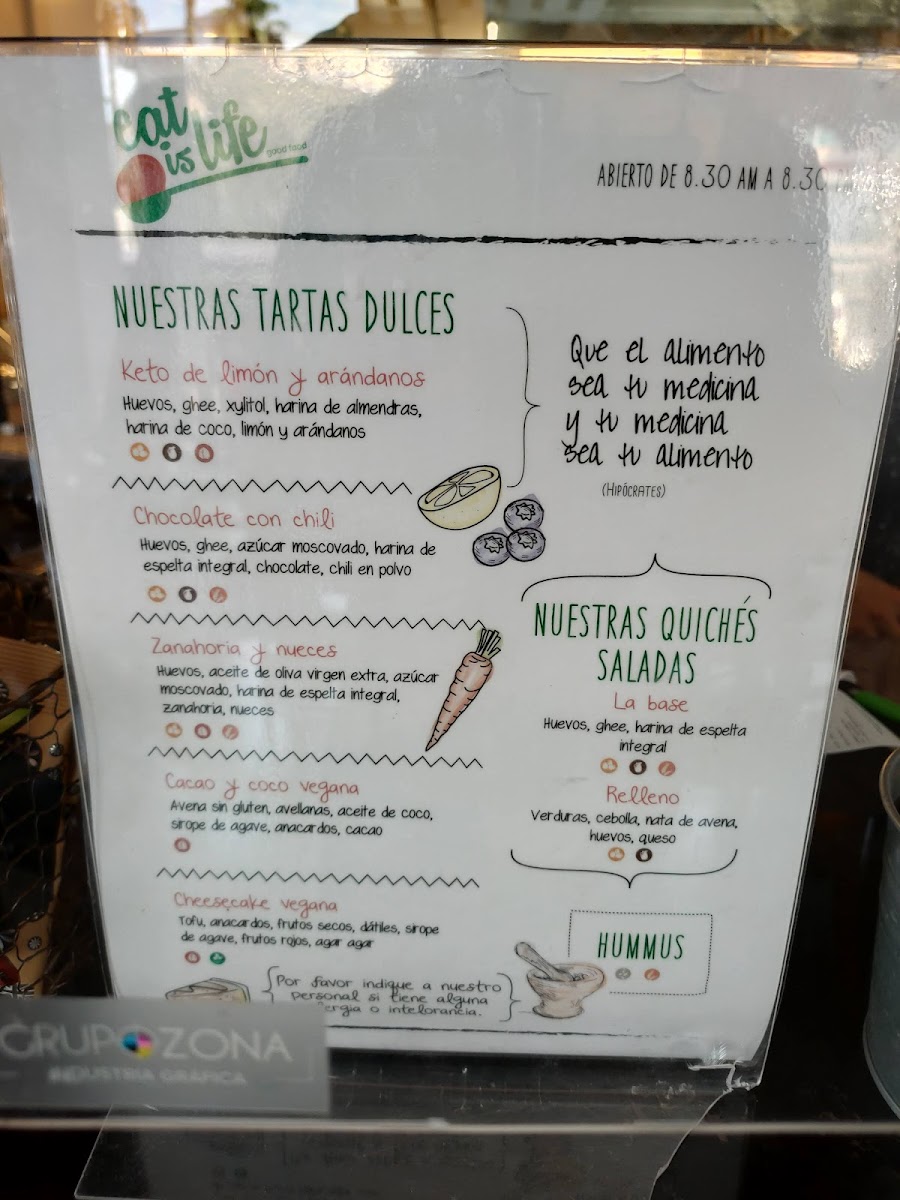 eat is life
good food
ABIERTO DE 8.30 AM A 8.30
NUESTRAS TARTAS DULCES
Keto de limón y arándanos
Huevos, ghee, xylitol, harina de almendras,
harina de coco, limón y arándanos
Chocolate con chili
Huevos, ghee, azúcar moscovado, harina de
espelta integral, chocolate, chili en polvo
Zanahoria y nueces
Huevos, aceite de oliva virgen extra, azúcar
moscovado, harina de espelta integral,
zanahoria, nueces
Cacao y coco vegana
Avena sin gluten, avellanas, aceite de coco,
sirope de agave, anacardos, cacao
Cheesecake vegana
Tofu, anacardos, frutos secos, dátiles, sirope
de agave, frutos rojos, agar agar
Por favor indique a nuestro
personal si tiene alguna
ergia o intelorancia.
Que el alimento
sea tu medicina
y tu medicina
sea tu alimento
(HIPÓCRATES)
NUESTRAS QUICHÉS
SALADAS
La base
Huevos, ghee, harina de espelta
integral
Relleno
Verduras, cebolla, nata de avena,
huevos, queso
HUMMUS
GRUPOZONA
INDUSTRIA GRÁFICA